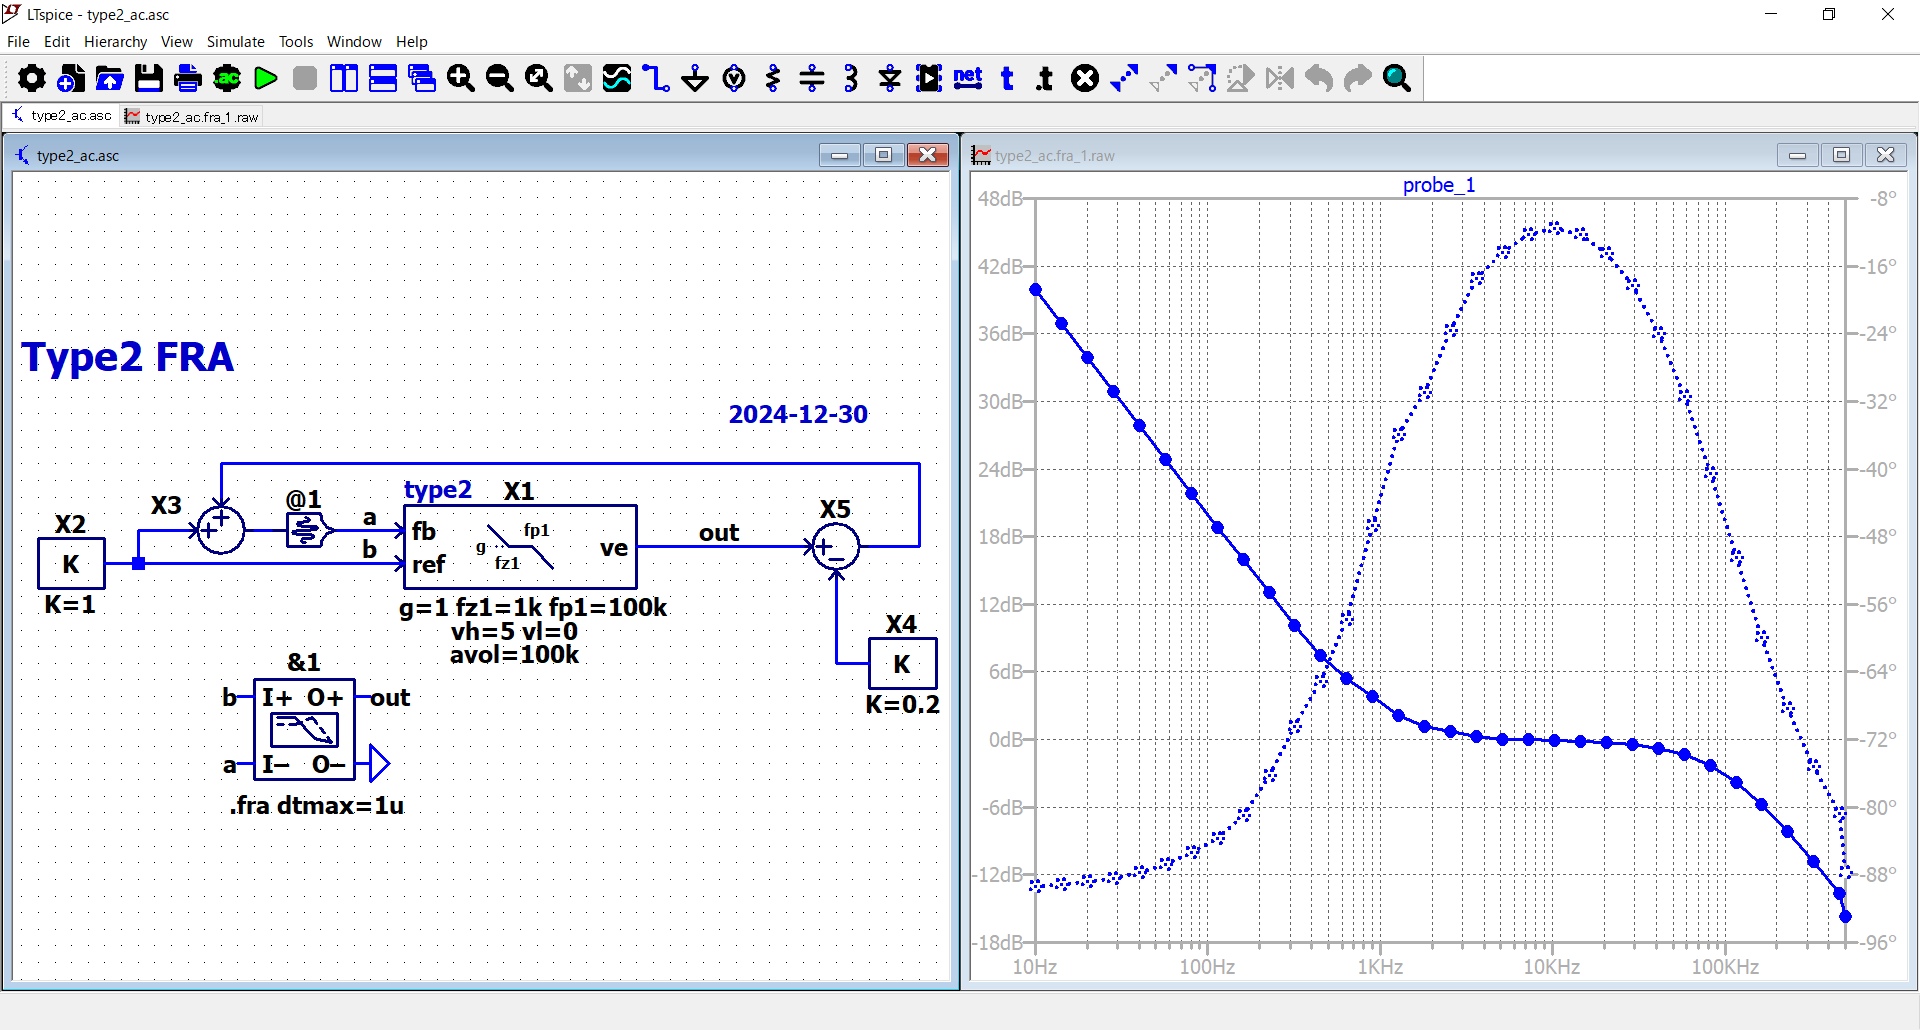 LTspice - type2_ac.asc
File Edit Hierarchy View Simulate Tools Window Help
.ac
net
t
.t
type2_ac.asc
type2_ac.fra_1.raw
type2_ac.asc
Type2 FRA
2024-12-30
X2
K
K=1
X3
@1
a
b
type2 X1
fb
ref
g
fp1
fz1
ve
g=1 fz1=1k fp1=100k
vh=5 vl=0
avol=100k
out
X5
X4
K
K=0.2
&1
b
I+ O+
out
a
I− O−
.fra dtmax=1u
type2_ac.fra_1.raw
probe_1
48dB
42dB
36dB
30dB
24dB
18dB
12dB
6dB
0dB
-6dB
-12dB
-18dB
-8°
-16°
-24°
-32°
-40°
-48°
-56°
-64°
-72°
-80°
-88°
-96°
10Hz 100Hz 1KHz 10KHz 100KHz